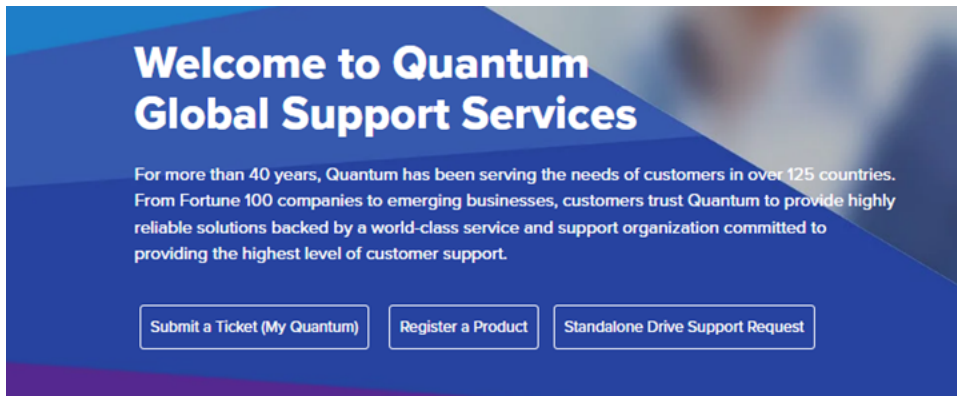 Welcome to Quantum
Global Support Services
For more than 40 years, Quantum has been serving the needs of customers in over 125 countries.
From Fortune 100 companies to emerging businesses, customers trust Quantum to provide highly
reliable solutions backed by a world-class service and support organization committed to
providing the highest level of customer support.
Submit a Ticket (My Quantum) Register a Product Standalone Drive Support Request